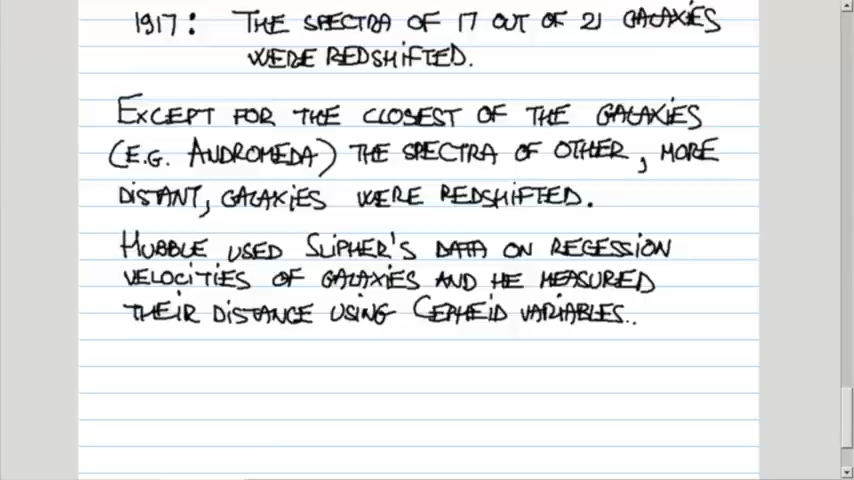 1917: THE SPECTRA OF 17 OUT OF 21 GALAXIES
WERE REDSHIFTED.
EXCEPT FOR THE CLOSEST OF THE GALAXIES
(E.G. ANDROMEDA) THE SPECTRA OF OTHER, MORE
DISTANT, GALAXIES WERE REDSHIFTED.
HUBBLE USED SLIPHER'S DATA ON RECESSION
VELOCITIES OF GALAXIES AND HE MEASURED
THEIR DISTANCE USING CEPHEID VARIABLES..